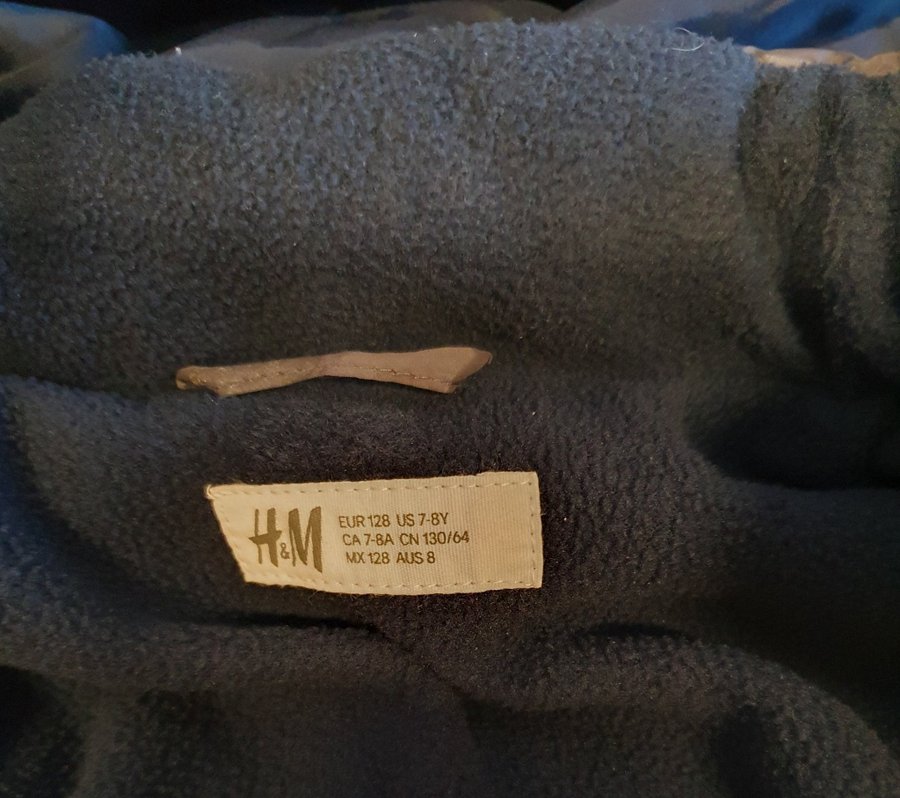 H&M
EUR 128 US 7-8Y
CA 7-8A CN 130/64
MX 128 AUS 8